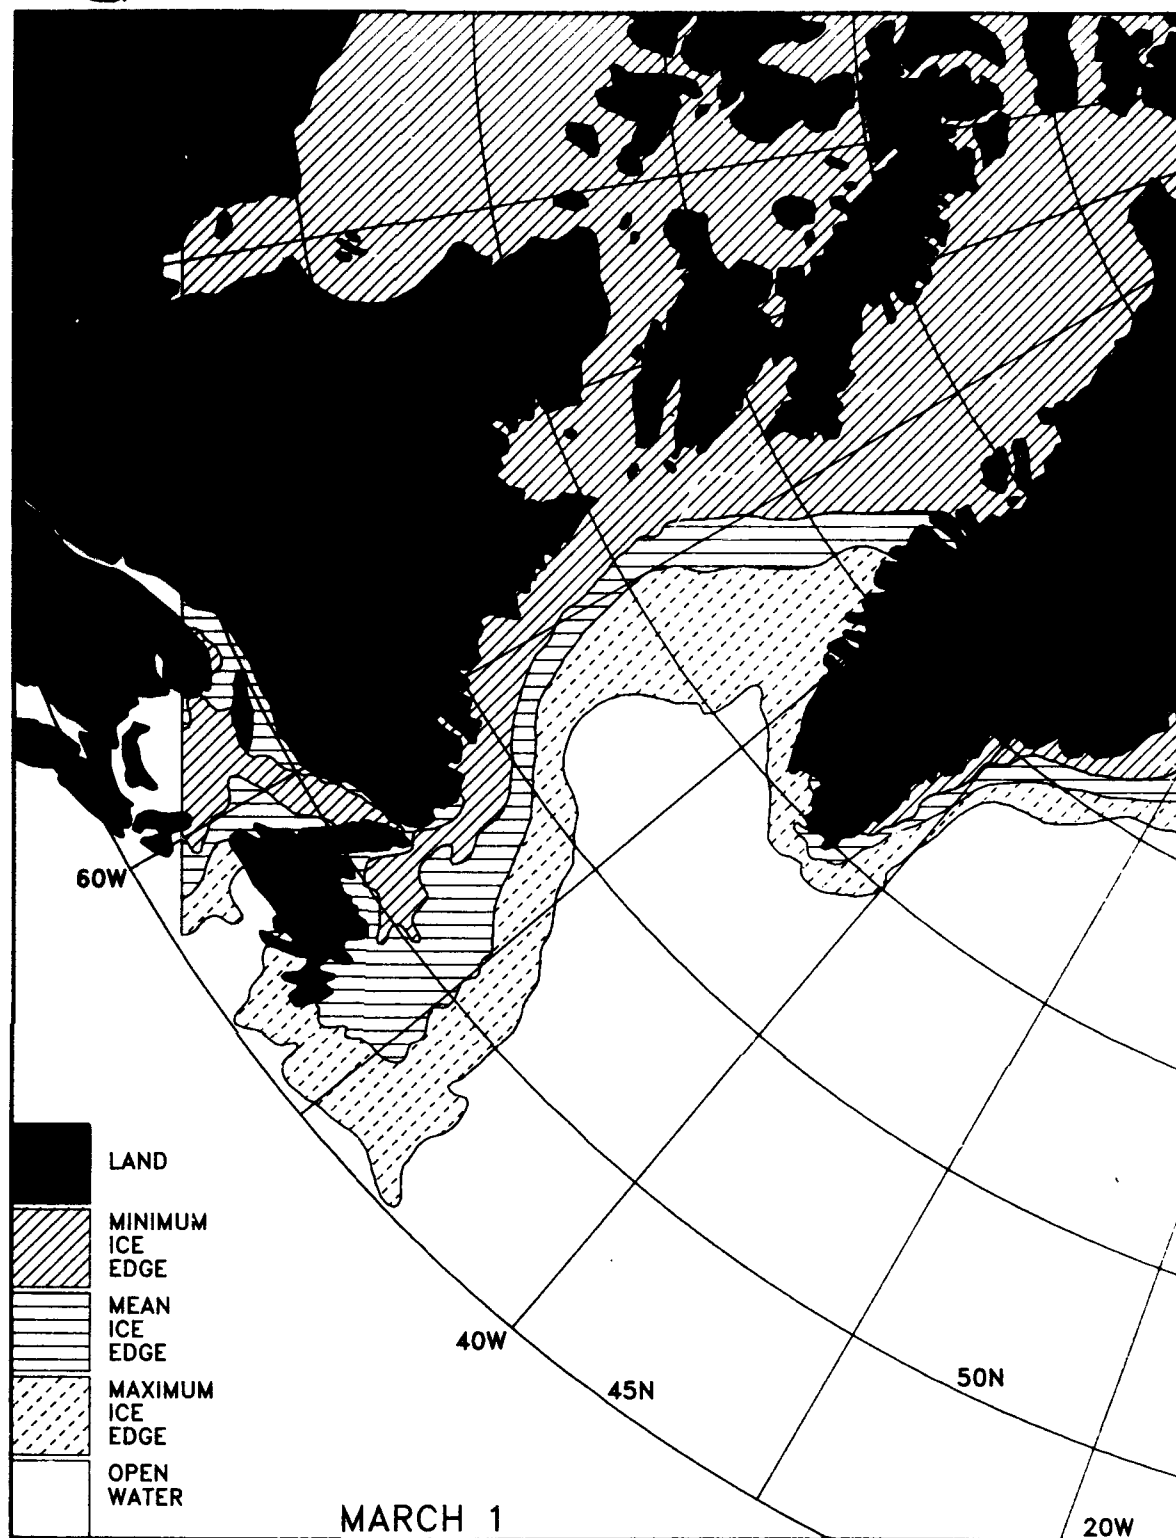 60W
LAND
MINIMUM
ICE
EDGE
MEAN
ICE
EDGE
MAXIMUM
ICE
EDGE
OPEN
WATER
40W
45N
50N
MARCH 1
20W